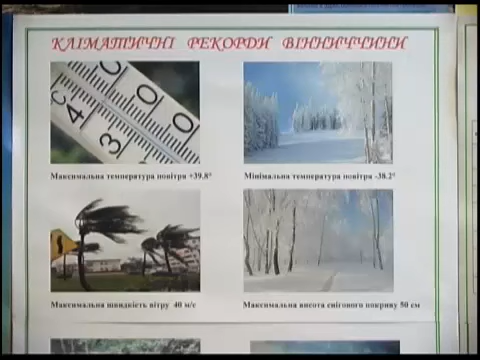 КЛІМАТИЧНІ РЕКОРДИ ВІННИЧЧИНИ
Максимальна температура повітря +39.8°
Мінімальна температура повітря -38.2°
Максимальна швидкість вітру 40 м/с
Максимальна висота снігового покриву 50 см